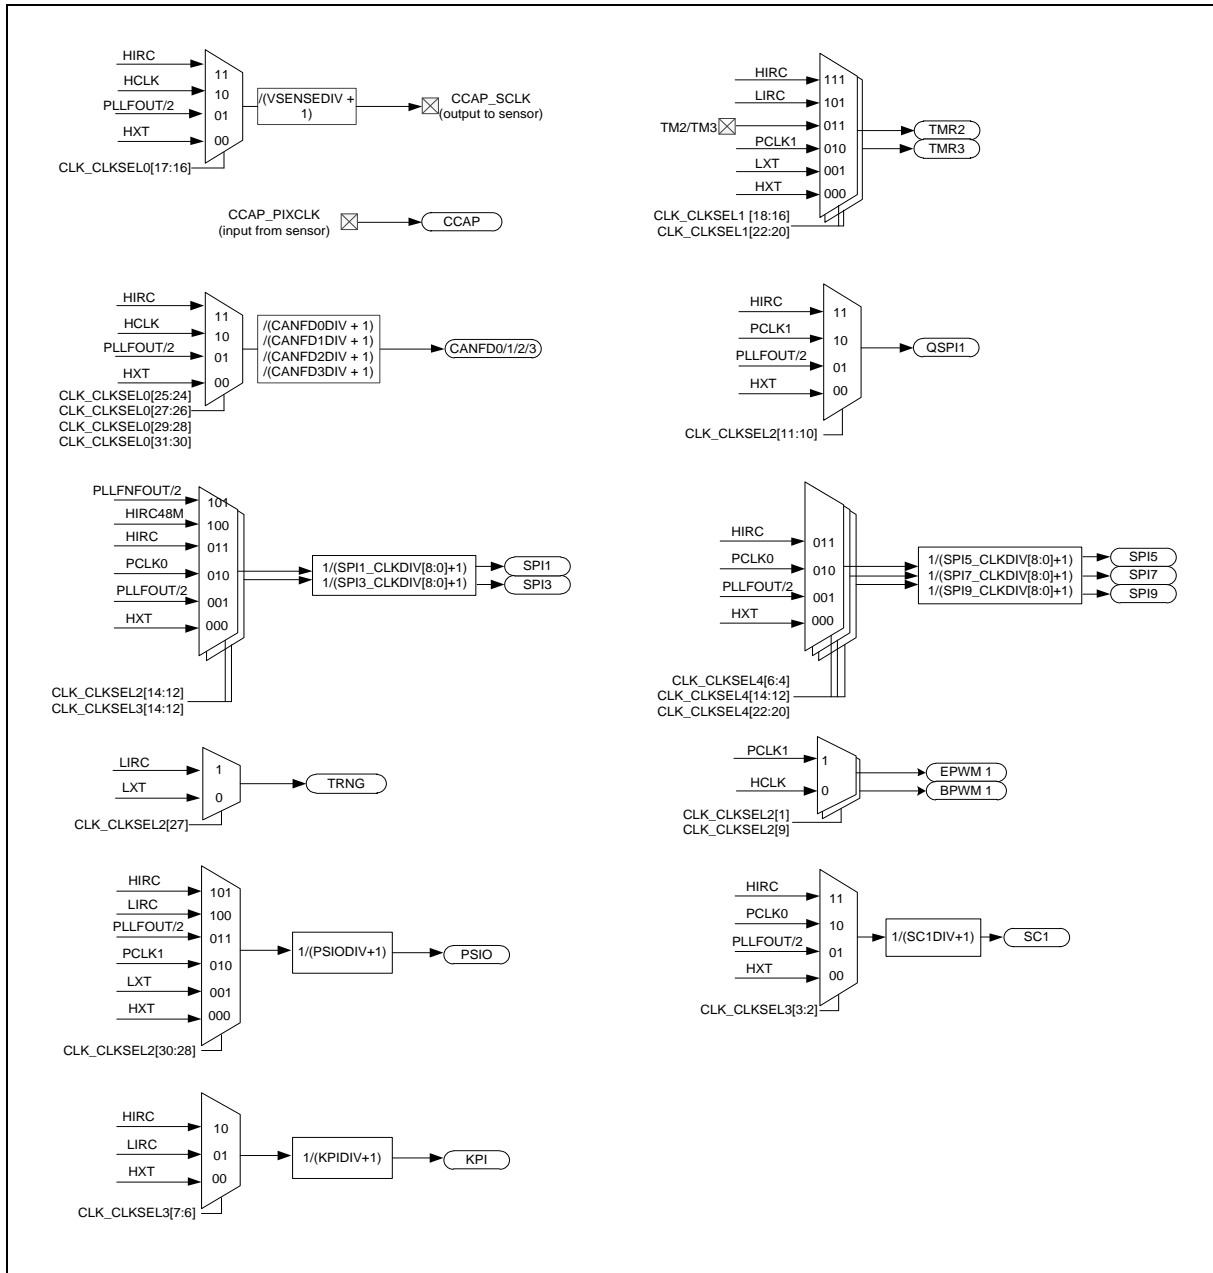 HIRC
HCLK
PLLFOUT/2
HXT
11
10
01
00
CLK_CLKSEL0[17:16]
/(VSENSEDIV +
1)
CCAP_SCLK
(output to sensor)
CCAP_PIXCLK
(input from sensor)
CCAP
HIRC
LIRC
TM2/TM3
PCLK1
LXT
HXT
111
101
011
010
001
000
CLK_CLKSEL1 [18:16]
CLK_CLKSEL1[22:20]
TMR2
TMR3
HIRC
HCLK
PLLFOUT/2
HXT
11
10
01
00
CLK_CLKSEL0[25:24]
CLK_CLKSEL0[27:26]
CLK_CLKSEL0[29:28]
CLK_CLKSEL0[31:30]
/(CANFD0DIV + 1)
/(CANFD1DIV + 1)
/(CANFD2DIV + 1)
/(CANFD3DIV + 1)
CANFD0/1/2/3
HIRC
PCLK1
PLLFOUT/2
HXT
11
10
01
00
CLK_CLKSEL2[11:10]
QSPI1
PLLFNFOUT/2
HIRC48M
HIRC
PCLK0
PLLFOUT/2
HXT
101
100
011
010
001
000
CLK_CLKSEL2[14:12]
CLK_CLKSEL3[14:12]
1/(SPI1_CLKDIV[8:0]+1)
1/(SPI3_CLKDIV[8:0]+1)
SPI1
SPI3
HIRC
PCLK0
PLLFOUT/2
HXT
011
010
001
000
CLK_CLKSEL4[6:4]
CLK_CLKSEL4[14:12]
CLK_CLKSEL4[22:20]
1/(SPI5_CLKDIV[8:0]+1)
1/(SPI7_CLKDIV[8:0]+1)
1/(SPI9_CLKDIV[8:0]+1)
SPI5
SPI7
SPI9
LIRC
LXT
1
0
CLK_CLKSEL2[27]
TRNG
PCLK1
HCLK
1
0
CLK_CLKSEL2[1]
CLK_CLKSEL2[9]
EPWM 1
BPWM 1
HIRC
LIRC
PLLFOUT/2
PCLK1
LXT
HXT
101
100
011
010
001
000
CLK_CLKSEL2[30:28]
1/(PSIODIV+1)
PSIO
HIRC
PCLK0
PLLFOUT/2
HXT
11
10
01
00
CLK_CLKSEL3[3:2]
1/(SC1DIV+1)
SC1
HIRC
LIRC
HXT
10
01
00
CLK_CLKSEL3[7:6]
1/(KPIDIV+1)
KPI